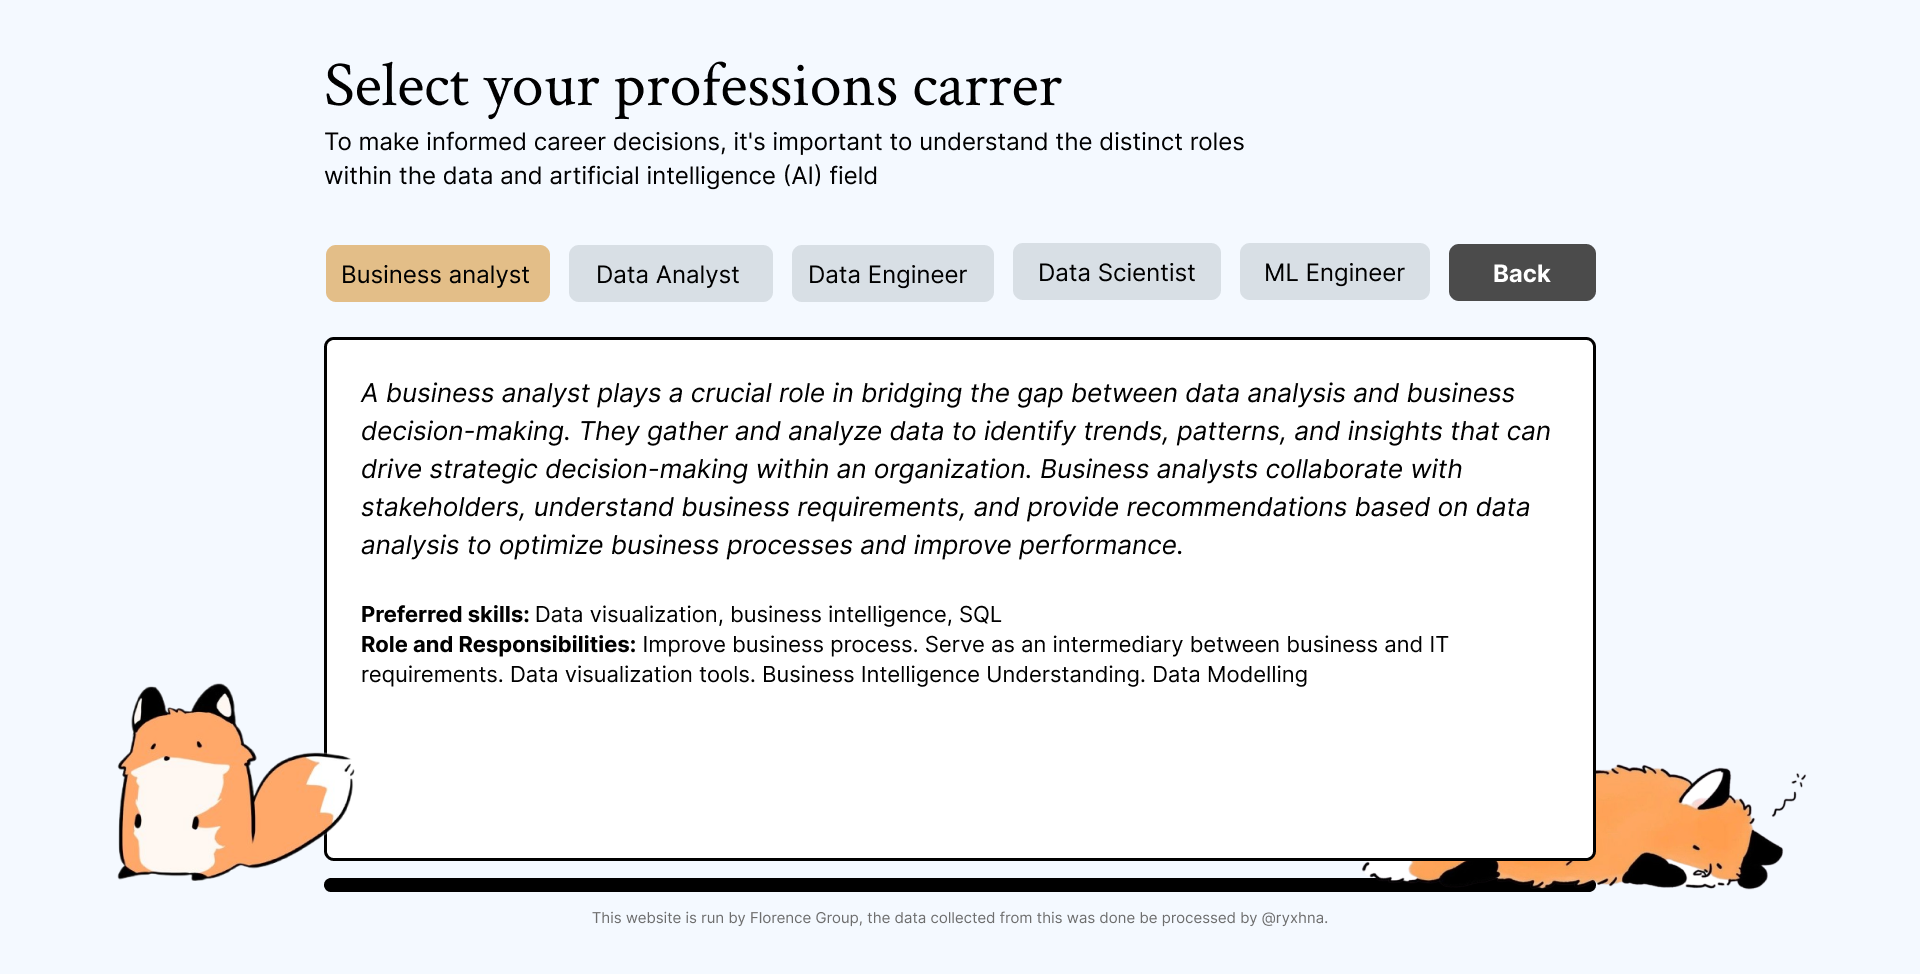 Select your professions carrer
To make informed career decisions, it's important to understand the distinct roles
within the data and artificial intelligence (AI) field
Business analyst
Data Analyst
Data Engineer
Data Scientist
ML Engineer
Back
A business analyst plays a crucial role in bridging the gap between data analysis and business
decision-making. They gather and analyze data to identify trends, patterns, and insights that can
drive strategic decision-making within an organization. Business analysts collaborate with
stakeholders, understand business requirements, and provide recommendations based on data
analysis to optimize business processes and improve performance.
Preferred skills: Data visualization, business intelligence, SQL
Role and Responsibilities: Improve business process. Serve as an intermediary between business and IT
requirements. Data visualization tools. Business Intelligence Understanding. Data Modelling
This website is run by Florence Group, the data collected from this was done be processed by @ryxhna.